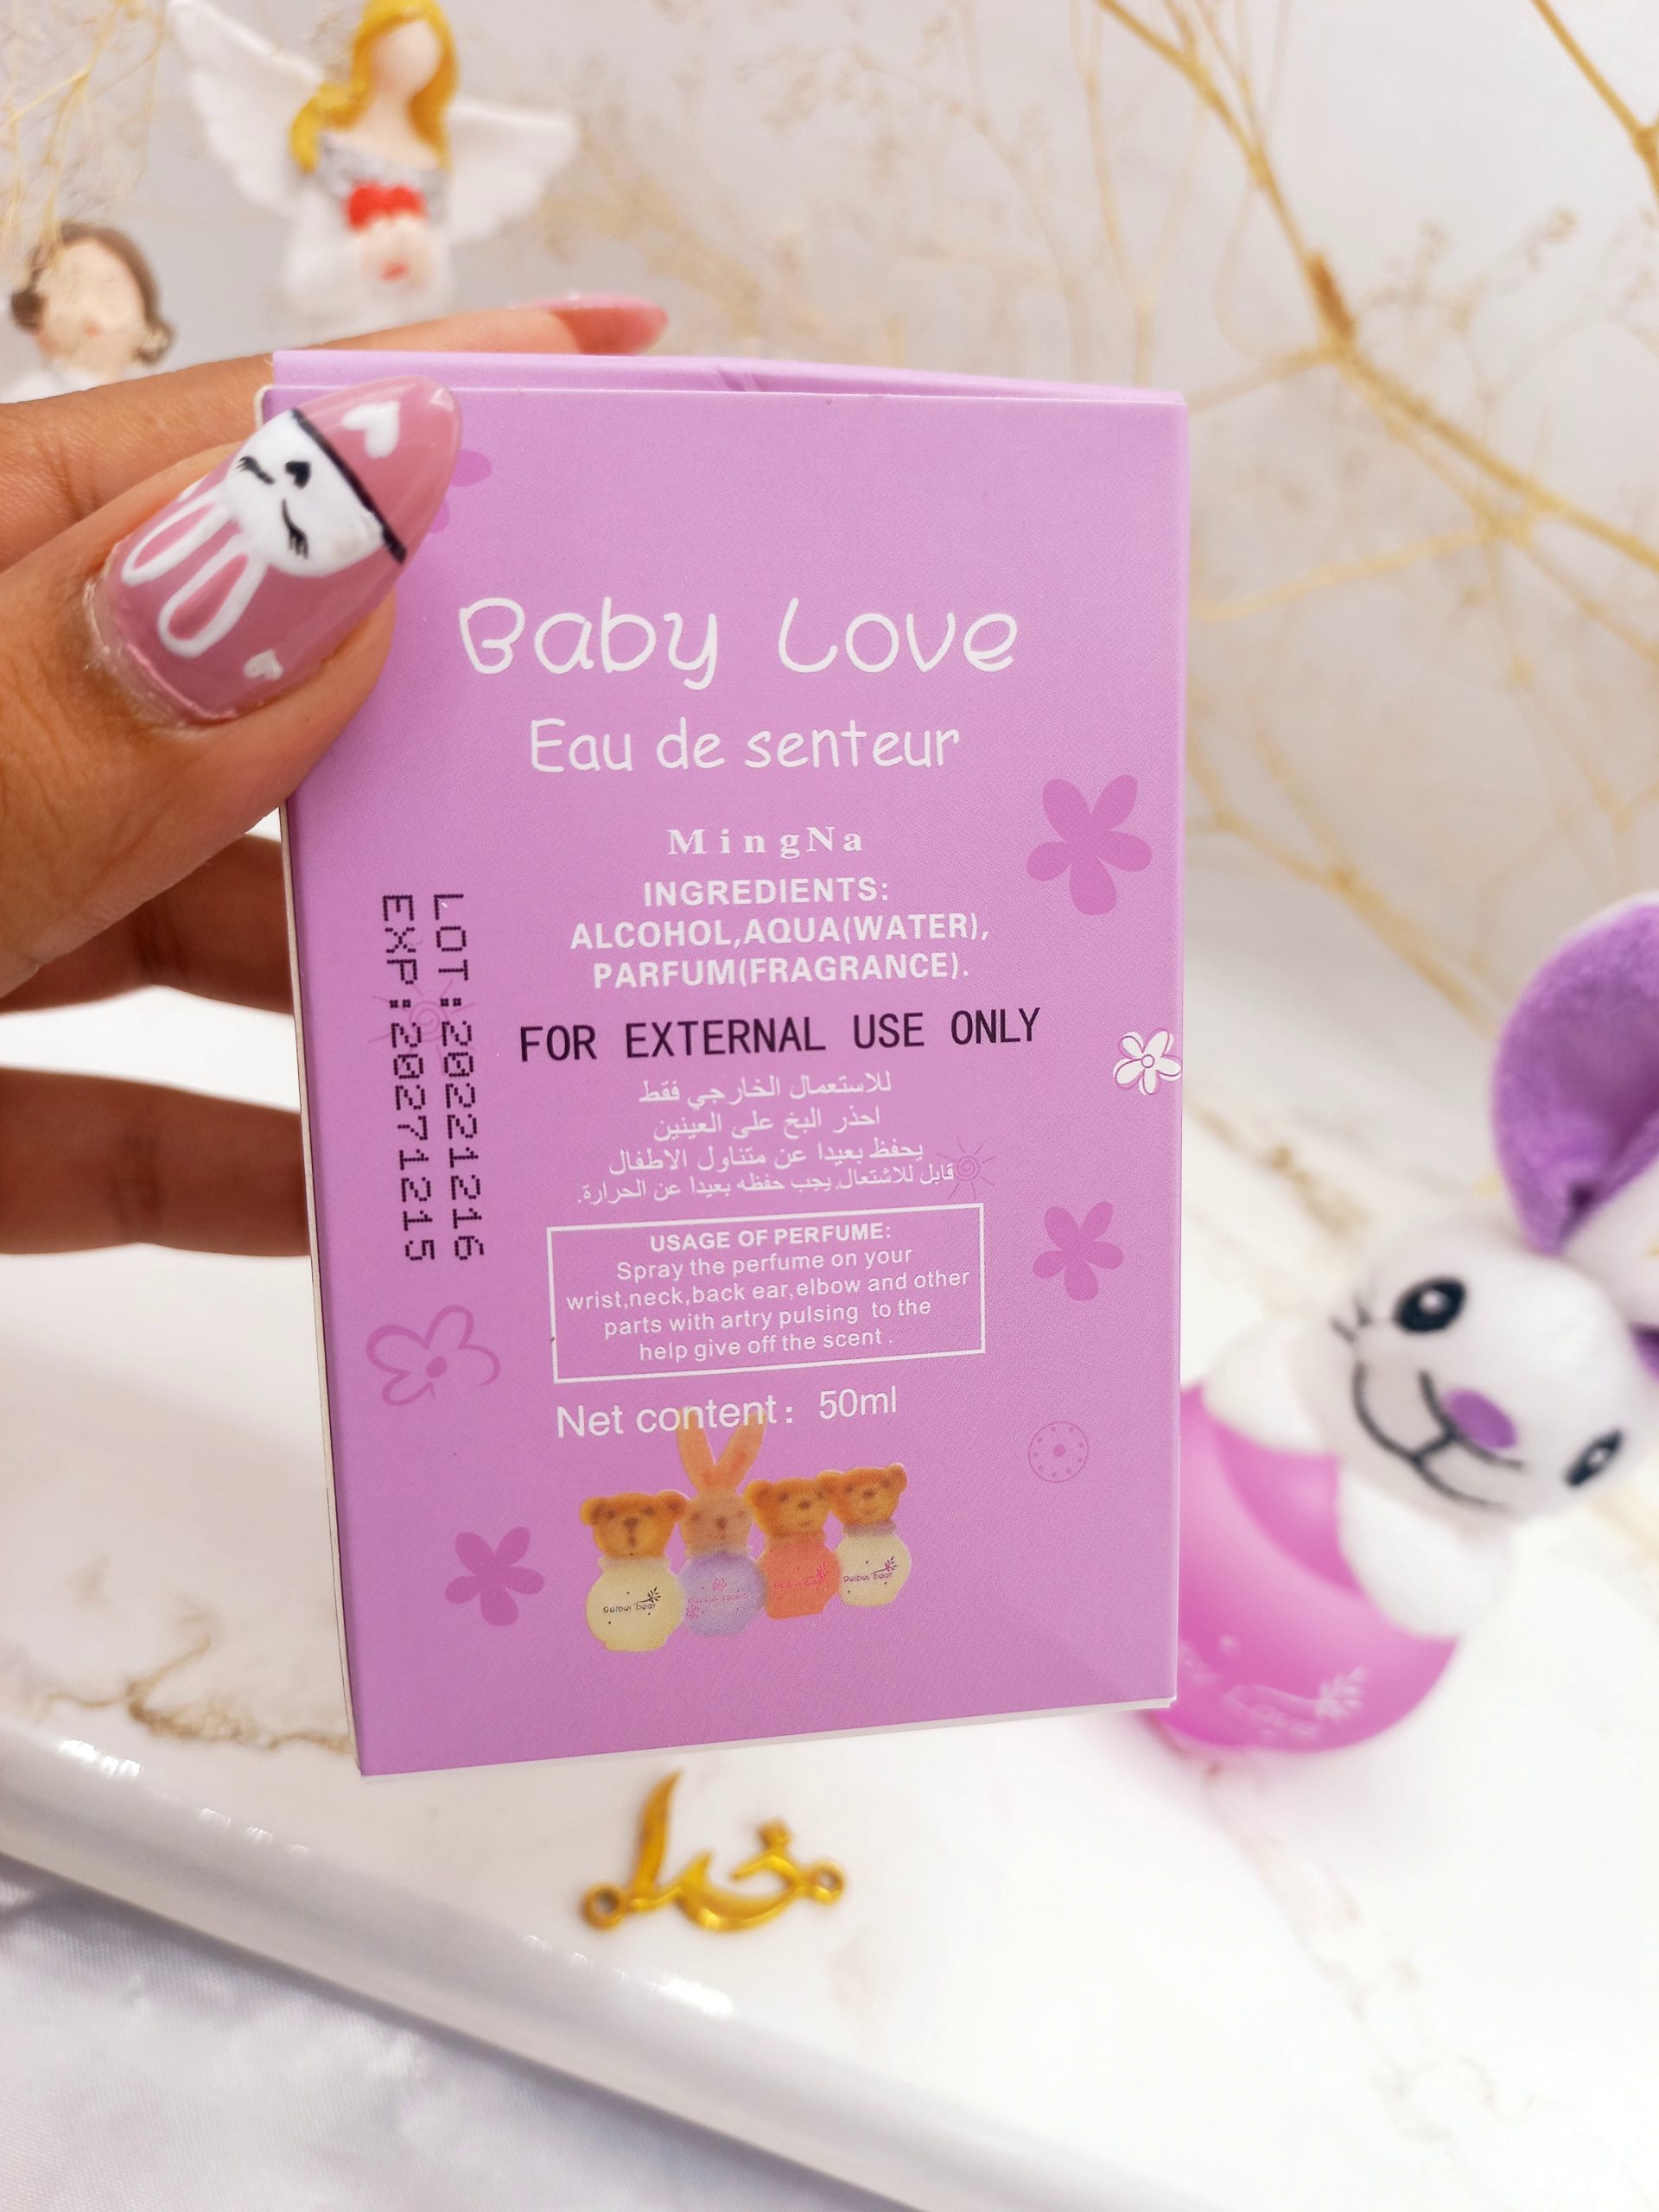 Baby Love
Eau de senteur
MingNa
INGREDIENTS:
ALCOHOL,AQUA(WATER),
PARFUM(FRAGRANCE).
FOR EXTERNAL USE ONLY
للاستعمال الخارجي فقط
احذر البخ على العينين
يحفظ بعيدا عن متناول الاطفال
قابل للاشتعال.يجب حفظه بعيدا عن الحرارة.
USAGE OF PERFUME:
Spray the perfume on your
wrist,neck,back ear,elbow and other
parts with artry pulsing to the
help give off the scent .
Net content: 50ml
LOT:20221216
EXP:20271215